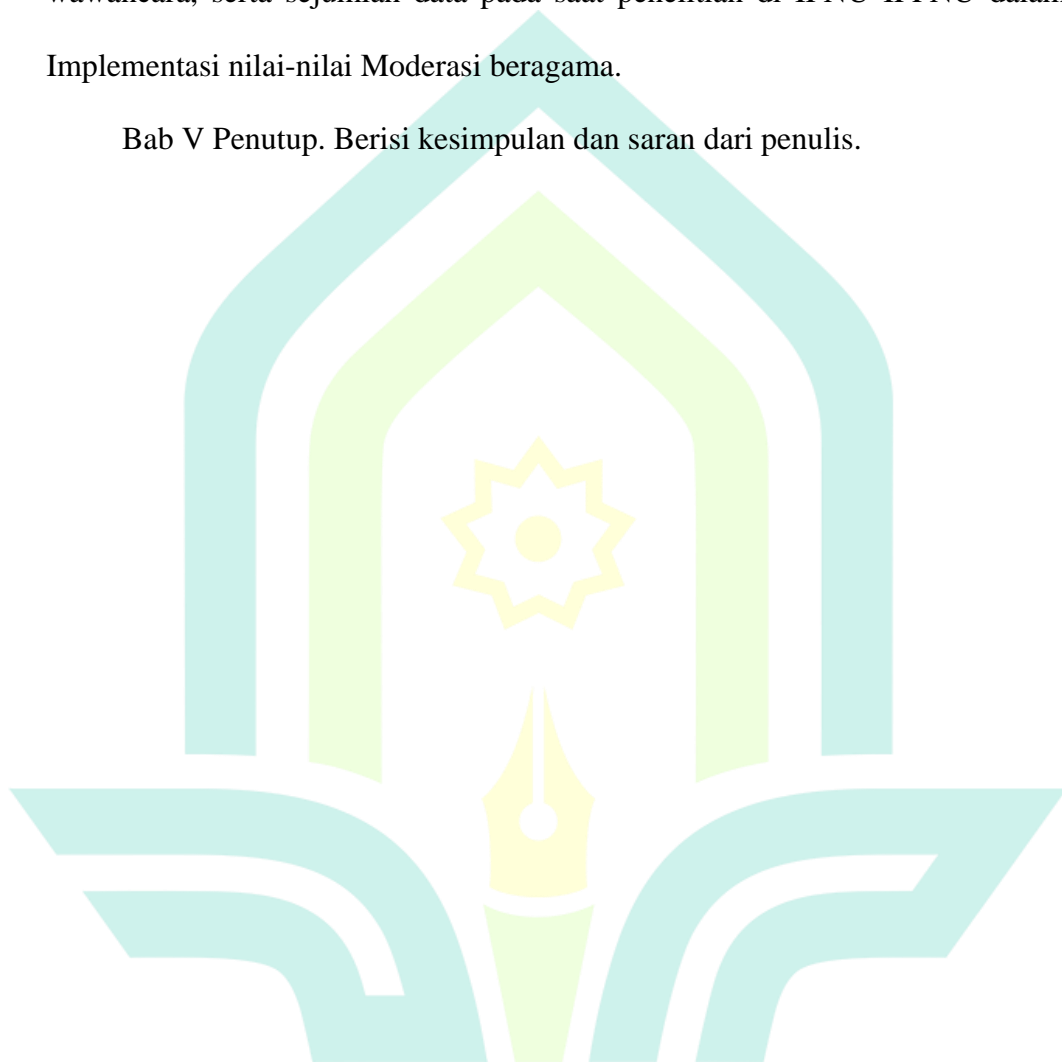 wawancara, serta sejumlah data pada saat penelitian di IPNU IPPNU dalam
Implementasi nilai-nilai Moderasi beragama.
Bab V Penutup. Berisi kesimpulan dan saran dari penulis.